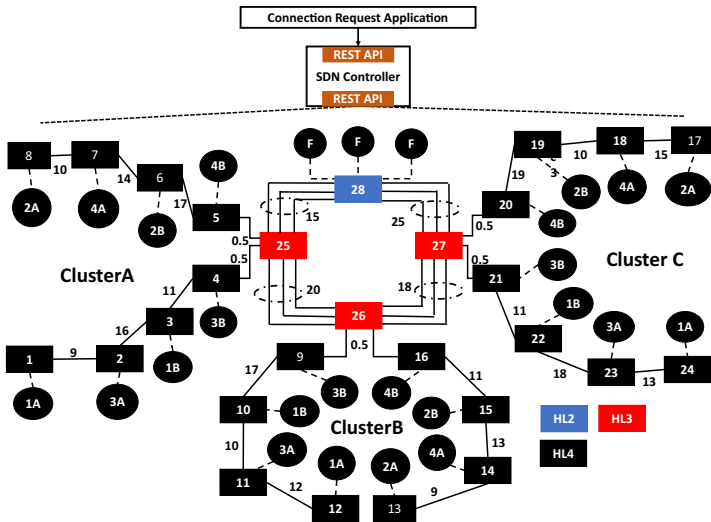 Connection Request Application
REST API
SDN Controller
REST API
8
10
7
14
6
17
5
4B
2A
4A
2B
F
F
F
28
15
25
19
10
18
15
17
3
19
20
2B
4A
2A
4B
0.5
25
27
0.5
0.5
0.5
ClusterA
Cluster C
4
11
3
16
2
9
1
3B
1B
3A
1A
20
18
26
0.5
21
3B
11
1B
22
3A
1A
18
23
13
24
9
17
3B
16
4B
11
10
1B
2B
15
ClusterB
10
3A
1A
2A
4A
13
11
12
12
13
9
14
HL2
HL3
HL4